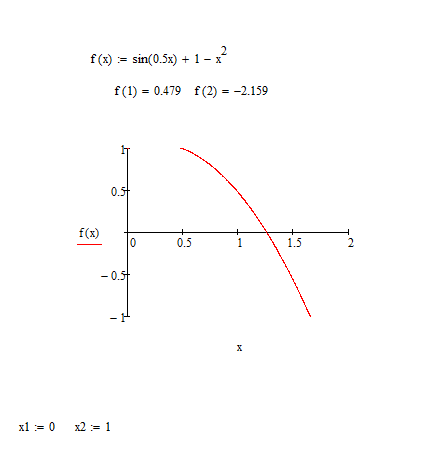 f(x) := sin(0.5x) + 1 − x²
f(1) = 0.479 f(2) = −2.159
1
0.5
f(x)
0 0.5 1 1.5 2
− 0.5
− 1
x
x1 := 0 x2 := 1